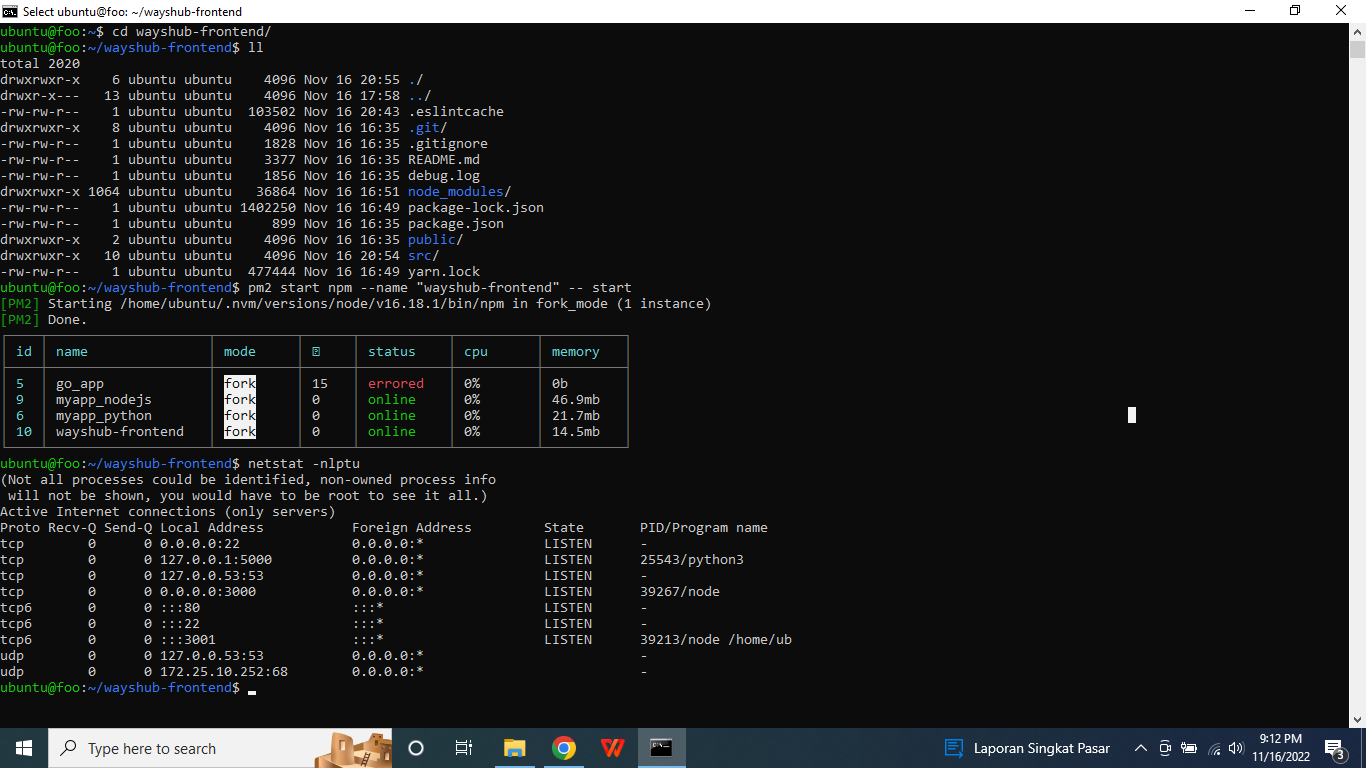 Select ubuntu@foo: ~/wayshub-frontend
ubuntu@foo:~$ cd wayshub-frontend/
ubuntu@foo:~/wayshub-frontend$ ll
total 2020
drwxrwxr-x    6 ubuntu ubuntu    4096 Nov 16 20:55 ./
drwxr-x---   13 ubuntu ubuntu    4096 Nov 16 17:58 ../
-rw-rw-r--    1 ubuntu ubuntu  103502 Nov 16 20:43 .eslintcache
drwxrwxr-x    8 ubuntu ubuntu    4096 Nov 16 16:35 .git/
-rw-rw-r--    1 ubuntu ubuntu    1828 Nov 16 16:35 .gitignore
-rw-rw-r--    1 ubuntu ubuntu    3377 Nov 16 16:35 README.md
-rw-rw-r--    1 ubuntu ubuntu    1856 Nov 16 16:35 debug.log
drwxrwxr-x 1064 ubuntu ubuntu   36864 Nov 16 16:51 node_modules/
-rw-rw-r--    1 ubuntu ubuntu 1402250 Nov 16 16:49 package-lock.json
-rw-rw-r--    1 ubuntu ubuntu     899 Nov 16 16:35 package.json
drwxrwxr-x    2 ubuntu ubuntu    4096 Nov 16 16:35 public/
drwxrwxr-x   10 ubuntu ubuntu    4096 Nov 16 20:54 src/
-rw-rw-r--    1 ubuntu ubuntu  477444 Nov 16 16:49 yarn.lock
ubuntu@foo:~/wayshub-frontend$ pm2 start npm --name "wayshub-frontend" -- start
[PM2] Starting /home/ubuntu/.nvm/versions/node/v16.18.1/bin/npm in fork_mode (1 instance)
[PM2] Done.
id name mode status cpu memory
5 go_app fork 15 errored 0% 0b
9 myapp_nodejs fork 0 online 0% 46.9mb
6 myapp_python fork 0 online 0% 21.7mb
10 wayshub-frontend fork 0 online 0% 14.5mb
ubuntu@foo:~/wayshub-frontend$ netstat -nlptu
(Not all processes could be identified, non-owned process info
 will not be shown, you would have to be root to see it all.)
Active Internet connections (only servers)
Proto Recv-Q Send-Q Local Address           Foreign Address         State       PID/Program name
tcp        0      0 0.0.0.0:22              0.0.0.0:*               LISTEN      -
tcp        0      0 127.0.0.1:5000          0.0.0.0:*               LISTEN      25543/python3
tcp        0      0 127.0.0.53:53           0.0.0.0:*               LISTEN      -
tcp        0      0 0.0.0.0:3000            0.0.0.0:*               LISTEN      39267/node
tcp6       0      0 :::80                   :::*                    LISTEN      -
tcp6       0      0 :::22                   :::*                    LISTEN      -
tcp6       0      0 :::3001                 :::*                    LISTEN      39213/node /home/ub
udp        0      0 127.0.0.53:53           0.0.0.0:*                           -
udp        0      0 172.25.10.252:68        0.0.0.0:*                           -
ubuntu@foo:~/wayshub-frontend$
Type here to search
Laporan Singkat Pasar
9:12 PM
11/16/2022
3